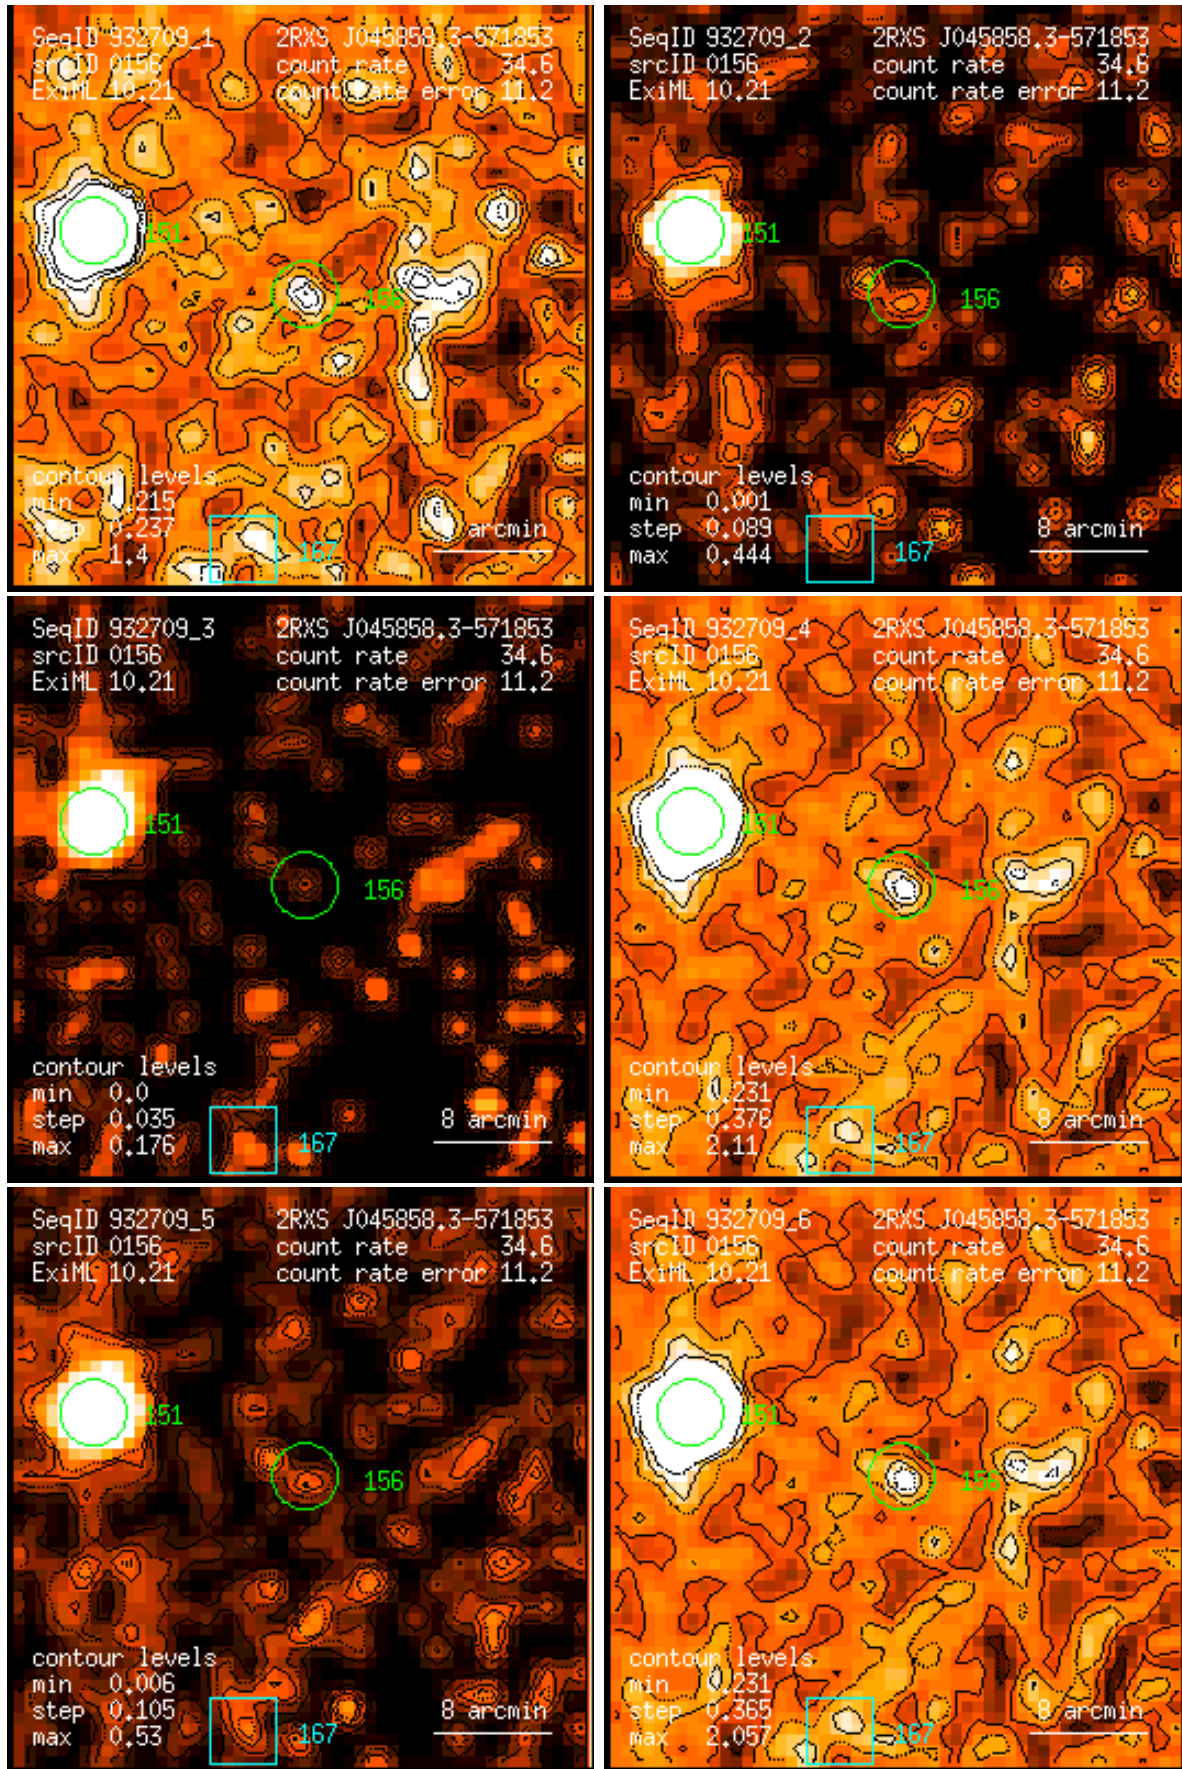 SeqID 932709_1 2RXS J045858.3-571853
srcID 0156 count rate 34.6
ExiML 10.21 count rate error 11.2
151
156
contour levels
min 0.215
step 0.237 8 arcmin
max 1.4 167
SeqID 932709_2 2RXS J045858.3-571853
srcID 0156 count rate 34.6
ExiML 10.21 count rate error 11.2
151
156
contour levels
min 0.001
step 0.089 8 arcmin
max 0.444 167
SeqID 932709_3 2RXS J045858.3-571853
srcID 0156 count rate 34.6
ExiML 10.21 count rate error 11.2
151
156
contour levels
min 0.0
step 0.035 8 arcmin
max 0.176 167
SeqID 932709_4 2RXS J045858.3-571853
srcID 0156 count rate 34.6
ExiML 10.21 count rate error 11.2
151
156
contour levels
min 0.231
step 0.376 8 arcmin
max 2.11 167
SeqID 932709_5 2RXS J045858.3-571853
srcID 0156 count rate 34.6
ExiML 10.21 count rate error 11.2
151
156
contour levels
min 0.006
step 0.105 8 arcmin
max 0.53 167
SeqID 932709_6 2RXS J045858.3-571853
srcID 0156 count rate 34.6
ExiML 10.21 count rate error 11.2
151
156
contour levels
min 0.231
step 0.365 8 arcmin
max 2.057 167